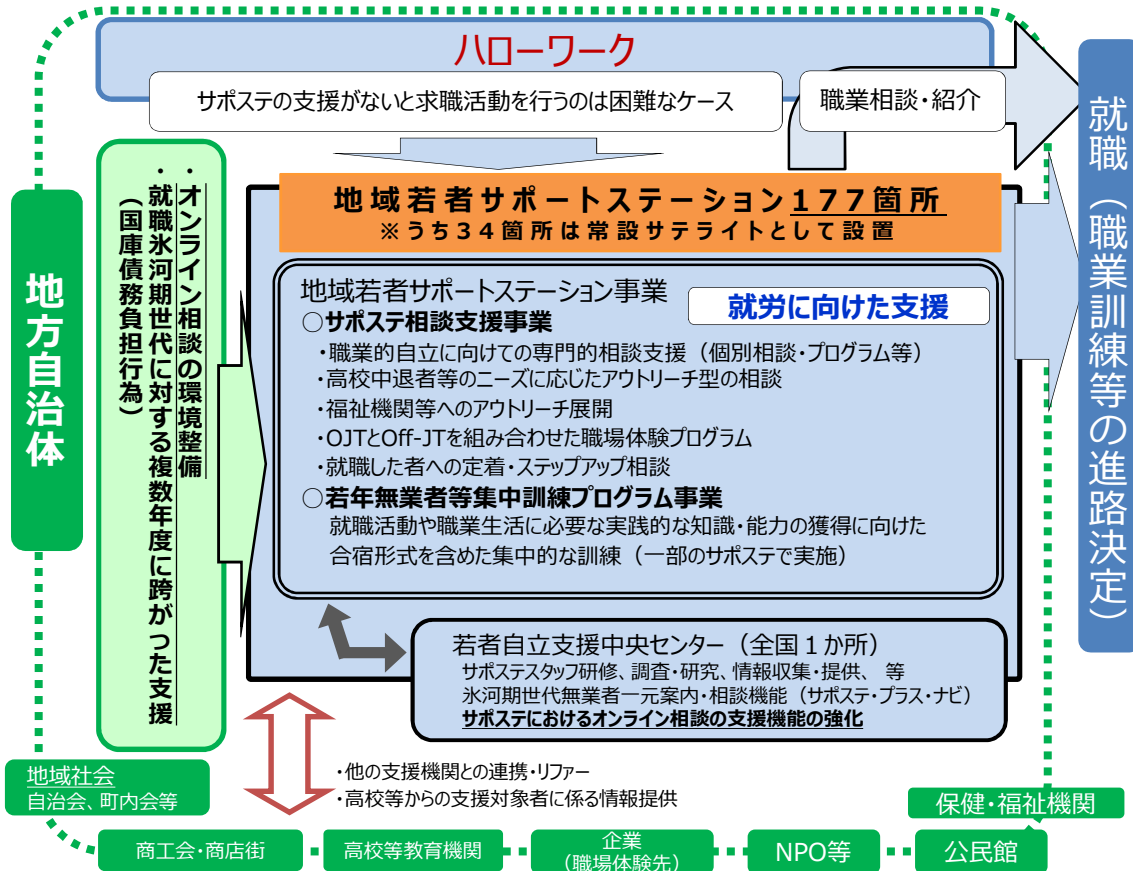 ハローワーク
サポステの支援がないと求職活動を行うのは困難なケース
職業相談・紹介
就職（職業訓練等の進路決定）
地方自治体
・オンライン相談の環境整備
・就職氷河期世代に対する複数年度に跨がった支援
（国庫債務負担行為）
地域若者サポートステーション177箇所
※うち34箇所は常設サテライトとして設置
地域若者サポートステーション事業
就労に向けた支援
○サポステ相談支援事業
・職業的自立に向けての専門的相談支援（個別相談・プログラム等）
・高校中退者等のニーズに応じたアウトリーチ型の相談
・福祉機関等へのアウトリーチ展開
・OJTとOff-JTを組み合わせた職場体験プログラム
・就職した者への定着・ステップアップ相談
○若年無業者等集中訓練プログラム事業
就職活動や職業生活に必要な実践的な知識・能力の獲得に向けた
合宿形式を含めた集中的な訓練（一部のサポステで実施）
若者自立支援中央センター（全国１か所）
サポステスタッフ研修、調査・研究、情報収集・提供、 等
氷河期世代無業者一元案内・相談機能（サポステ・プラス・ナビ）
サポステにおけるオンライン相談の支援機能の強化
・他の支援機関との連携・リファー
・高校等からの支援対象者に係る情報提供
地域社会
自治会、町内会等
保健・福祉機関
商工会・商店街
高校等教育機関
企業
（職場体験先）
NPO等
公民館